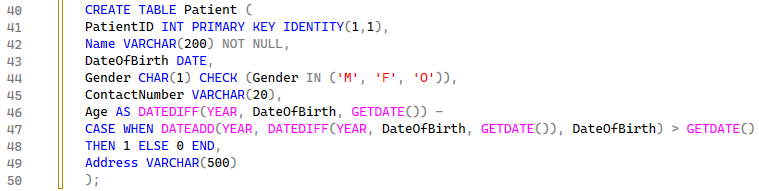 40 CREATE TABLE Patient (
41 PatientID INT PRIMARY KEY IDENTITY(1,1),
42 Name VARCHAR(200) NOT NULL,
43 DateOfBirth DATE,
44 Gender CHAR(1) CHECK (Gender IN ('M', 'F', 'O')),
45 ContactNumber VARCHAR(20),
46 Age AS DATEDIFF(YEAR, DateOfBirth, GETDATE()) -
47 CASE WHEN DATEADD(YEAR, DATEDIFF(YEAR, DateOfBirth, GETDATE()), DateOfBirth) > GETDATE()
48 THEN 1 ELSE 0 END,
49 Address VARCHAR(500)
50 );